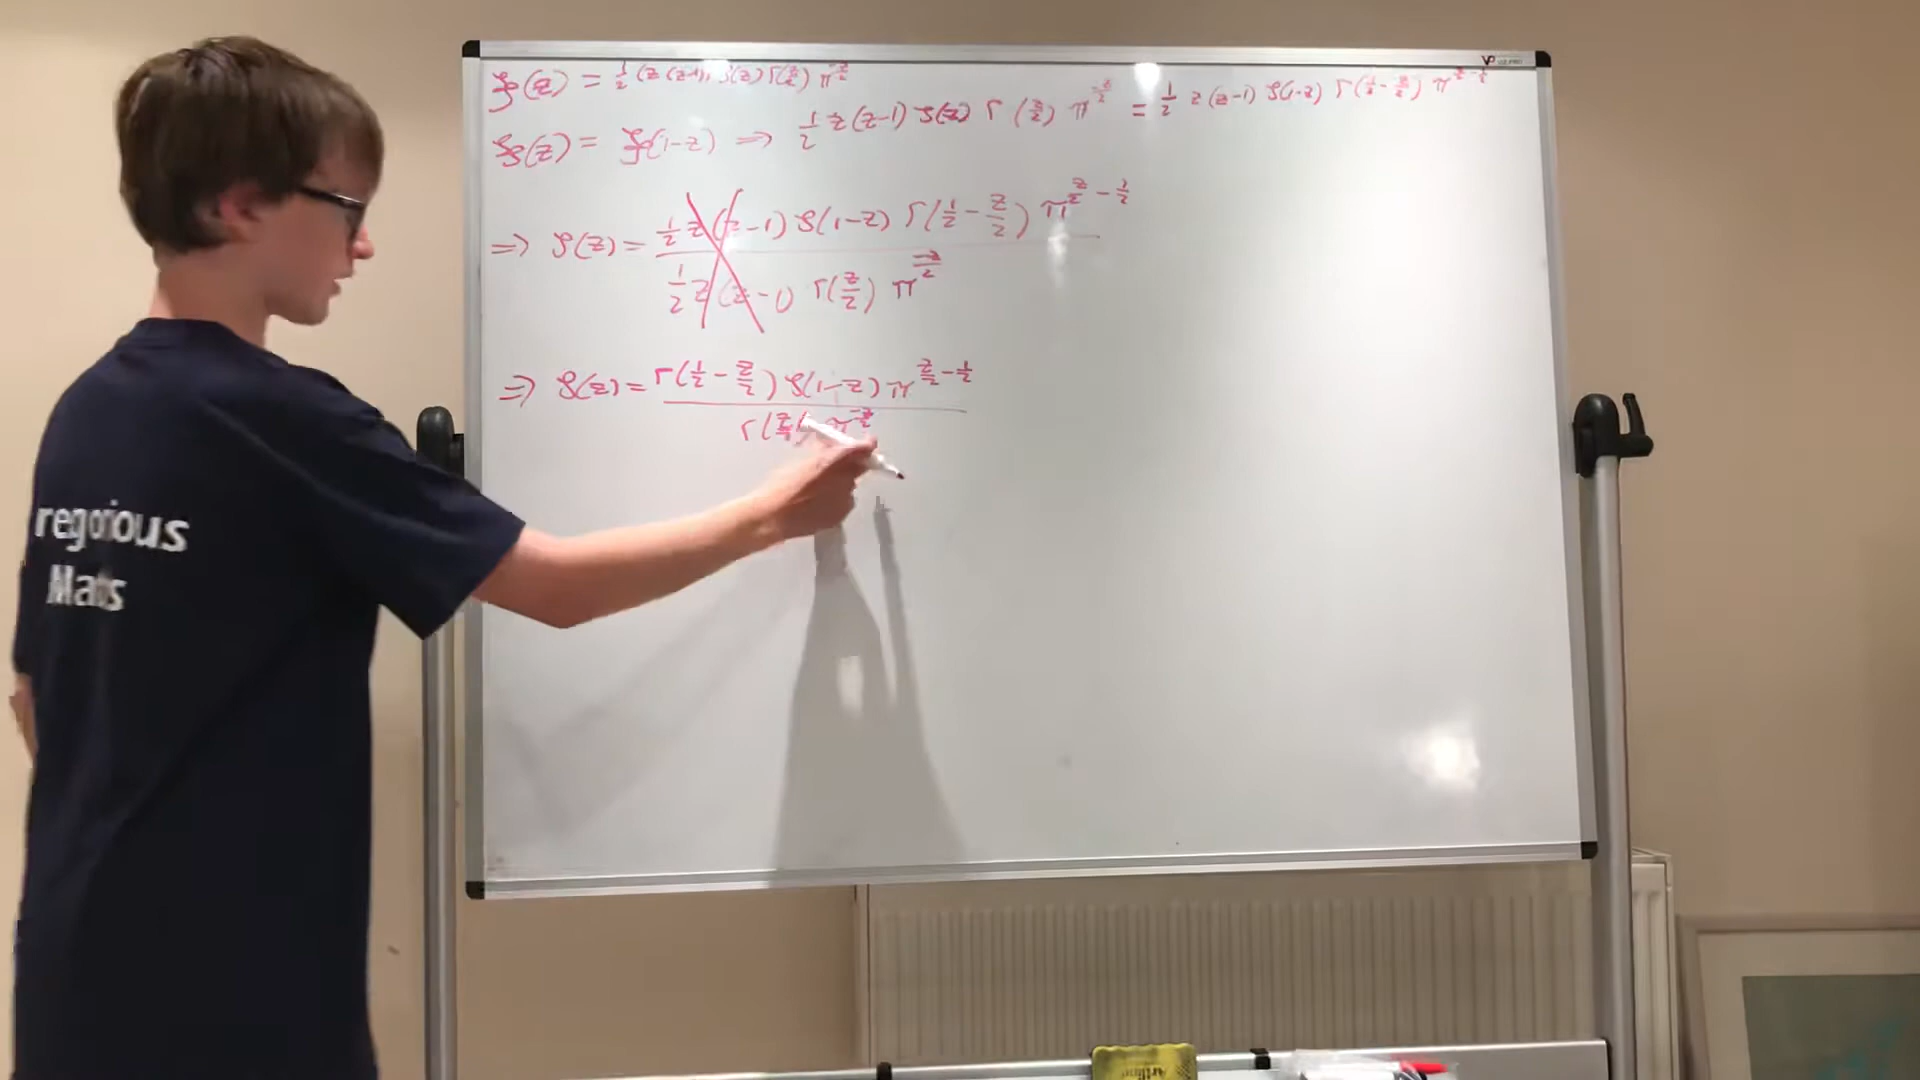 ξ(z) = 1/2 (z(z-1)) ζ(z) Γ(z/2) π^(-z/2)
ξ(z) = ξ(1-z) => 1/2 z(z-1) ζ(z) Γ(z/2) π^(-z/2) = 1/2 z(z-1) ζ(1-z) Γ(1/2 - z/2) π^(z/2 - 1/2)
=> ζ(z) = 1/2 z(z-1) ζ(1-z) Γ(1/2 - z/2) π^(z/2 - 1/2)
1/2 z(z-1) Γ(z/2) π^(-z/2)
=> ζ(z) = Γ(1/2 - z/2) ζ(1-z) π^(z/2 - 1/2)
Γ(z/2) π^(-z/2)
regorious
Maths